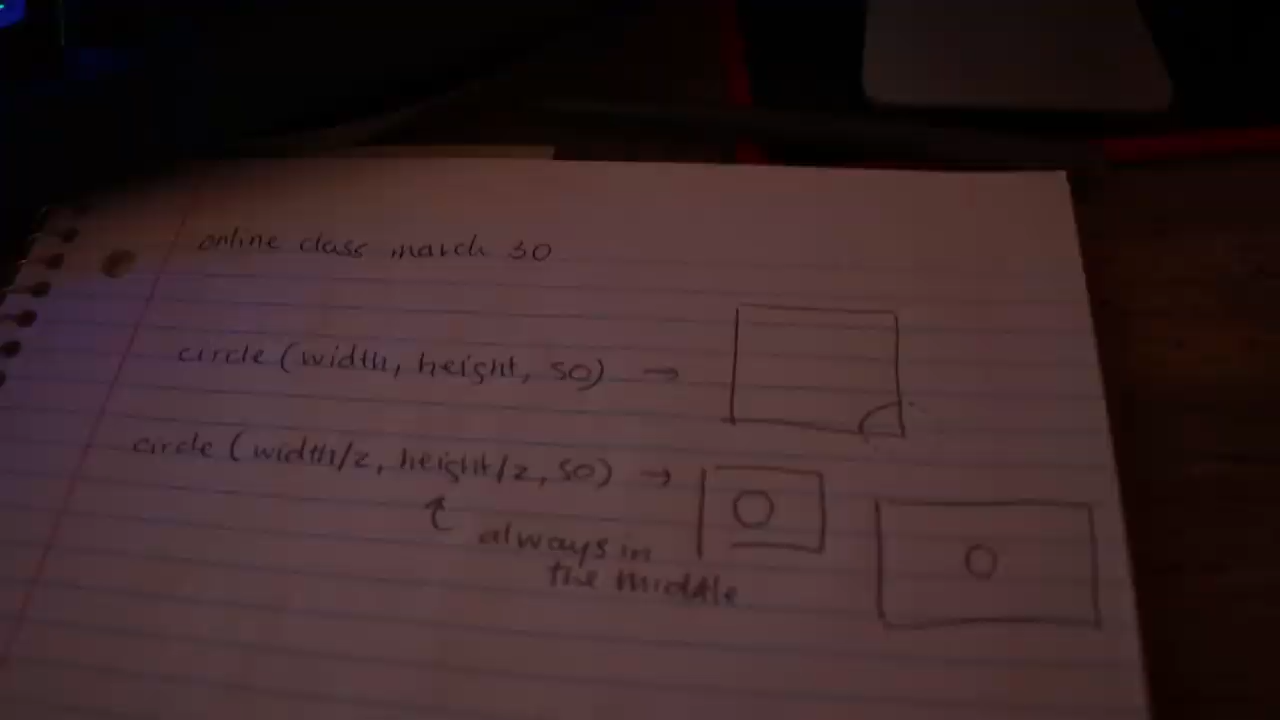 online class march 30
circle (width, height, 50) →
circle (width/2, height/2, 50) →
↑ always in
the middle